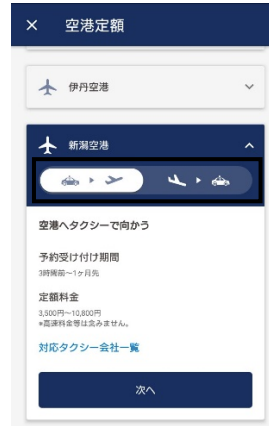 × 空港定額
伊丹空港
新潟空港
空港へタクシーで向かう
予約受け付け期間
3時間前~1ヶ月先
定額料金
3,500円~10,800円
*高速料金等は含みません。
対応タクシー会社一覧
次へ